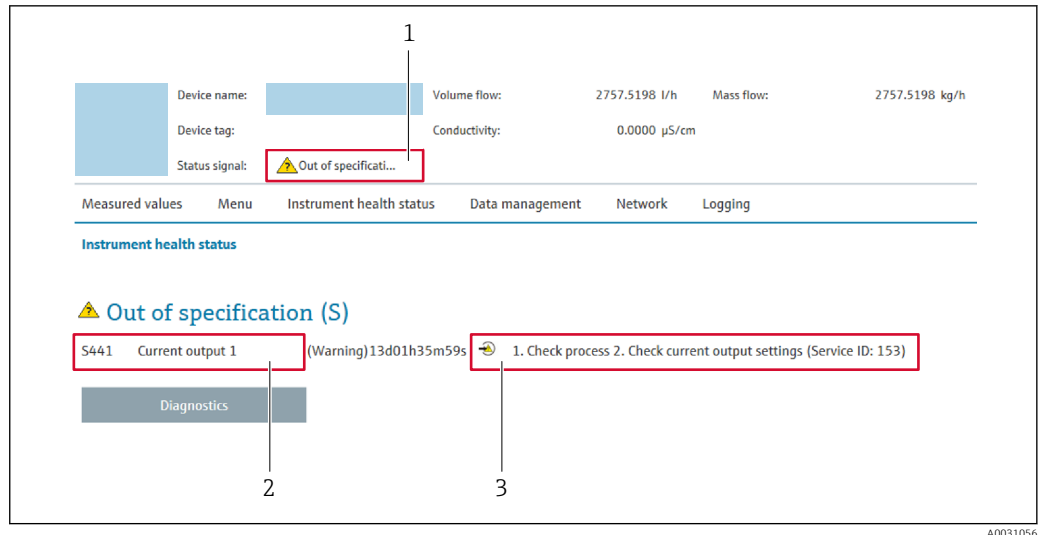 1
Device name: Volume flow: 2757.5198 l/h Mass flow: 2757.5198 kg/h
Device tag: Conductivity: 0.0000 µS/cm
Status signal: Out of specificati...
Measured values Menu Instrument health status Data management Network Logging
Instrument health status
Out of specification (S)
S441 Current output 1 (Warning)13d01h35m59s 1. Check process 2. Check current output settings (Service ID: 153)
Diagnostics
2 3
A0031056